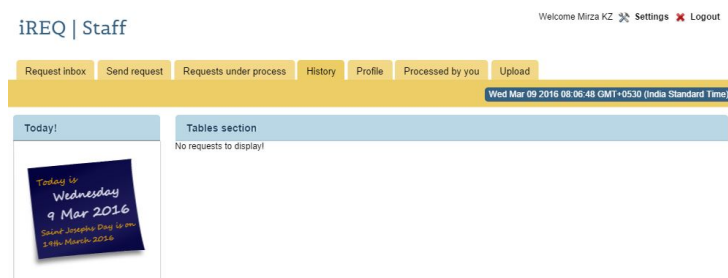 Welcome Mirza KZ Settings Logout
iREQ | Staff
Request inbox Send request Requests under process History Profile Processed by you Upload
Wed Mar 09 2016 08:06:48 GMT+0530 (India Standard Time)
Today!
Tables section
No requests to display!
Today is
Wednesday
9 Mar 2016
Saint Josephs Day is on
19th March 2016